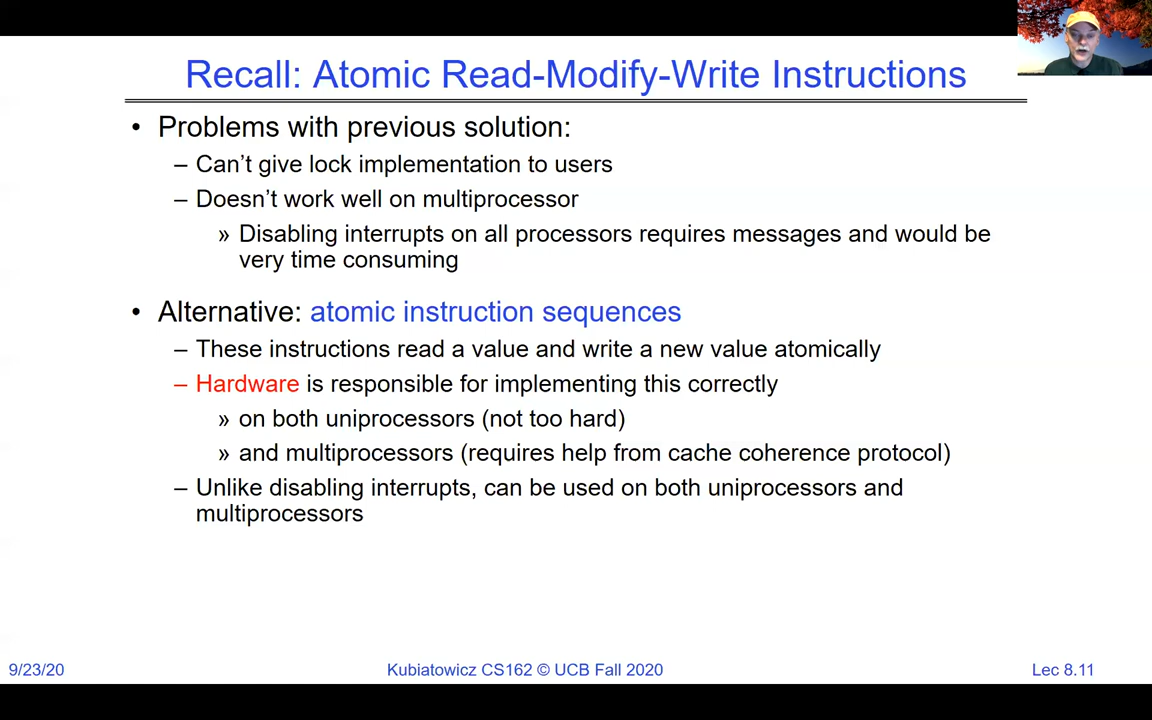 Recall: Atomic Read-Modify-Write Instructions
• Problems with previous solution:
– Can't give lock implementation to users
– Doesn't work well on multiprocessor
» Disabling interrupts on all processors requires messages and would be
very time consuming
• Alternative: atomic instruction sequences
– These instructions read a value and write a new value atomically
– Hardware is responsible for implementing this correctly
» on both uniprocessors (not too hard)
» and multiprocessors (requires help from cache coherence protocol)
– Unlike disabling interrupts, can be used on both uniprocessors and
multiprocessors
9/23/20
Kubiatowicz CS162 © UCB Fall 2020
Lec 8.11